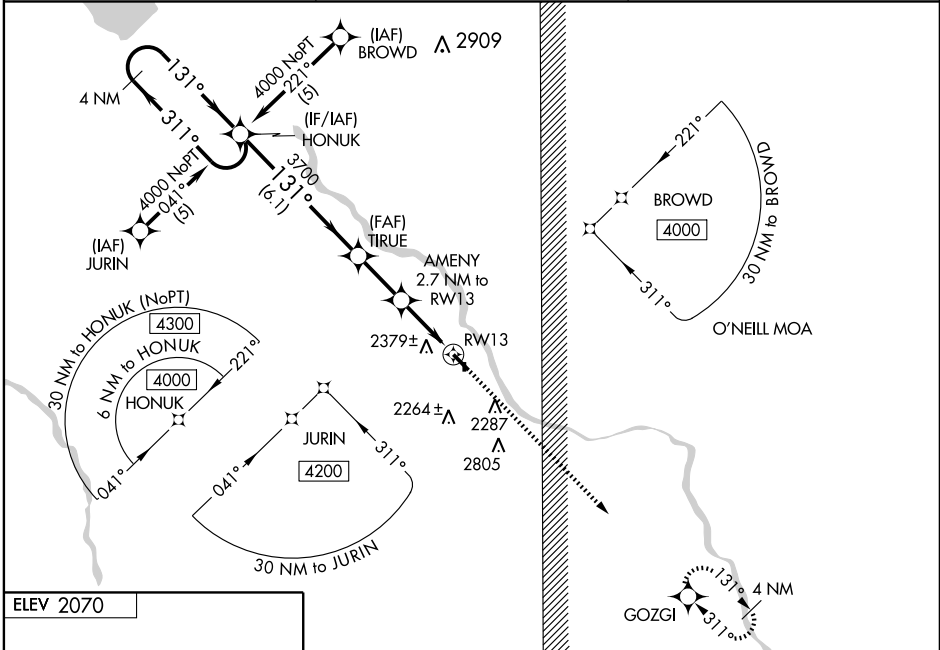 (IAF)
BROWD
2909
4000 NoPT
221°
(5)
131°
4 NM
311°
(IF/IAF)
HONUK
4000 NoPT
041°
(5)
3700
131°
(6.1)
(IAF)
JURIN
(FAF)
TIRUE
AMENY
2.7 NM to
RW13
2379±
RW13
2264±
2287
2805
221°
BROWD
4000
30 NM to BROWD
311°
O'NEILL MOA
30 NM to HONUK (NoPT)
4300
6 NM to HONUK
4000
HONUK
221°
041°
JURIN
4200
041°
311°
30 NM to JURIN
ELEV 2070
GOZGI
131°
4 NM
311°